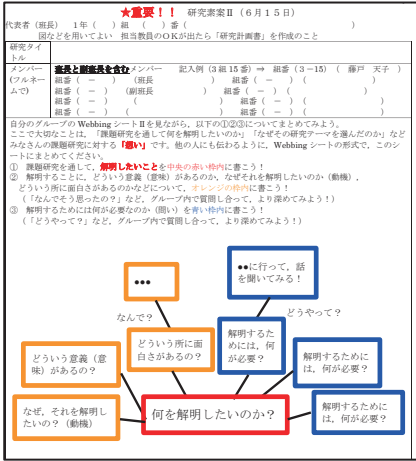 ★重要！！ 研究素案Ⅱ（６月１５日）
代表者（班長） １年（ ）組（ ）番（ ）
図などを用いてよい 担当教員のＯＫが出たら「研究計画書」を作成のこと
研究タイトル
メンバー（フルネームで）
班長と副班長を含むメンバー 記入例（３組15番）⇒ 組番（３－15）（ 藤戸 天子 ）
組番（ － ）（班長 ） 組番（ － ）（ ）
組番（ － ）（副班長 ） 組番（ － ）（ ）
組番（ － ）（ ） 組番（ － ）（ ）
組番（ － ）（ ） 組番（ － ）（ ）
自分のグループの Webbing シートⅡを見ながら、以下の①②③についてまとめてみよう。
ここで大切なことは、「課題研究を通して何を解明したいのか」「なぜその研究テーマを選んだのか」など
みなさんの課題研究に対する「想い」です。他の人にも伝わるように、Webbing シートの形式で、このシ
ートにまとめてください。
① 課題研究を通して、解明したいことを中央の赤い枠内に書こう！
② 解明することに、どういう意義（意味）があるのか、なぜそれを解明したいのか（動機）、
どういう所に面白さがあるのかなどについて、オレンジの枠内に書こう！
（「なんでそう思ったの？」など、グループ内で質問し合って、より深めてみよう！）
③ 解明するためには何が必要なのか（問い）を青い枠内に書こう！
（「どうやって？」など、グループ内で質問し合って、より深めてみよう！）
●●●
●●に行って、話を聞いてみる！
なんで？
どうやって？
どういう意義（意味）があるの？
どういう所に面白さがあるの？
解明するためには、何が必要？
解明するためには、何が必要？
なぜ、それを解明したいの？（動機）
何を解明したいのか？
解明するためには、何が必要？